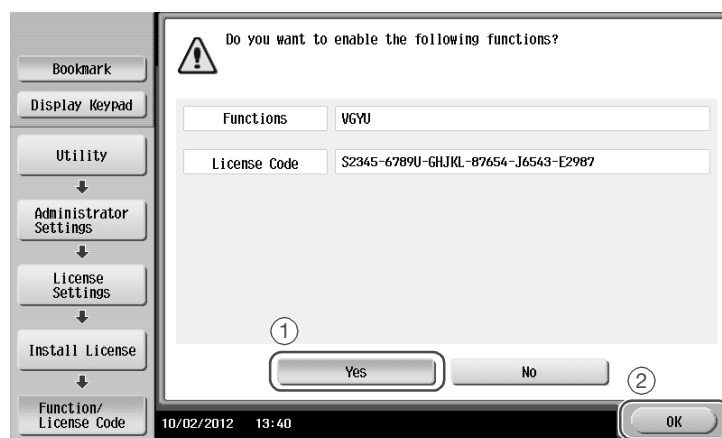 Bookmark
Display Keypad
Utility
Administrator
Settings
License
Settings
Install License
Function/
License Code
Do you want to enable the following functions?
Functions
VGYU
License Code
S2345-6789U-GHJKL-87654-J6543-E2987
1
Yes
No
2
10/02/2012 13:40
OK